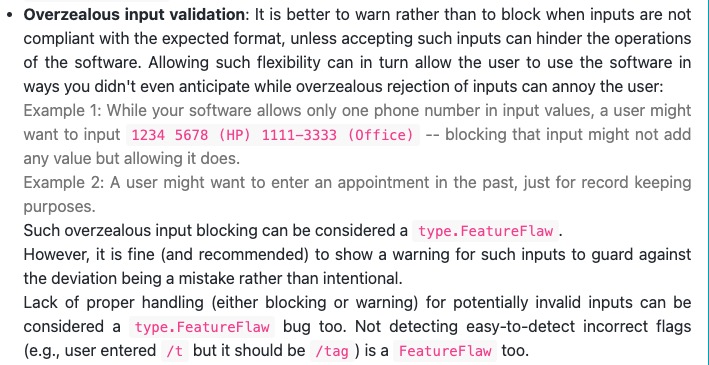 • Overzealous input validation: It is better to warn rather than to block when inputs are not
compliant with the expected format, unless accepting such inputs can hinder the operations
of the software. Allowing such flexibility can in turn allow the user to use the software in
ways you didn't even anticipate while overzealous rejection of inputs can annoy the user:
Example 1: While your software allows only one phone number in input values, a user might
want to input 1234 5678 (HP) 1111-3333 (Office) -- blocking that input might not add
any value but allowing it does.
Example 2: A user might want to enter an appointment in the past, just for record keeping
purposes.
Such overzealous input blocking can be considered a type.FeatureFlaw .
However, it is fine (and recommended) to show a warning for such inputs to guard against
the deviation being a mistake rather than intentional.
Lack of proper handling (either blocking or warning) for potentially invalid inputs can be
considered a type.FeatureFlaw bug too. Not detecting easy-to-detect incorrect flags
(e.g., user entered /t but it should be /tag ) is a FeatureFlaw too.